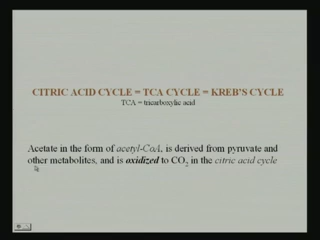 CITRIC ACID CYCLE = TCA CYCLE = KREB'S CYCLE
TCA = tricarboxylic acid
Acetate in the form of acetyl-CoA, is derived from pyruvate and
other metabolites, and is oxidized to CO2 in the citric acid cycle